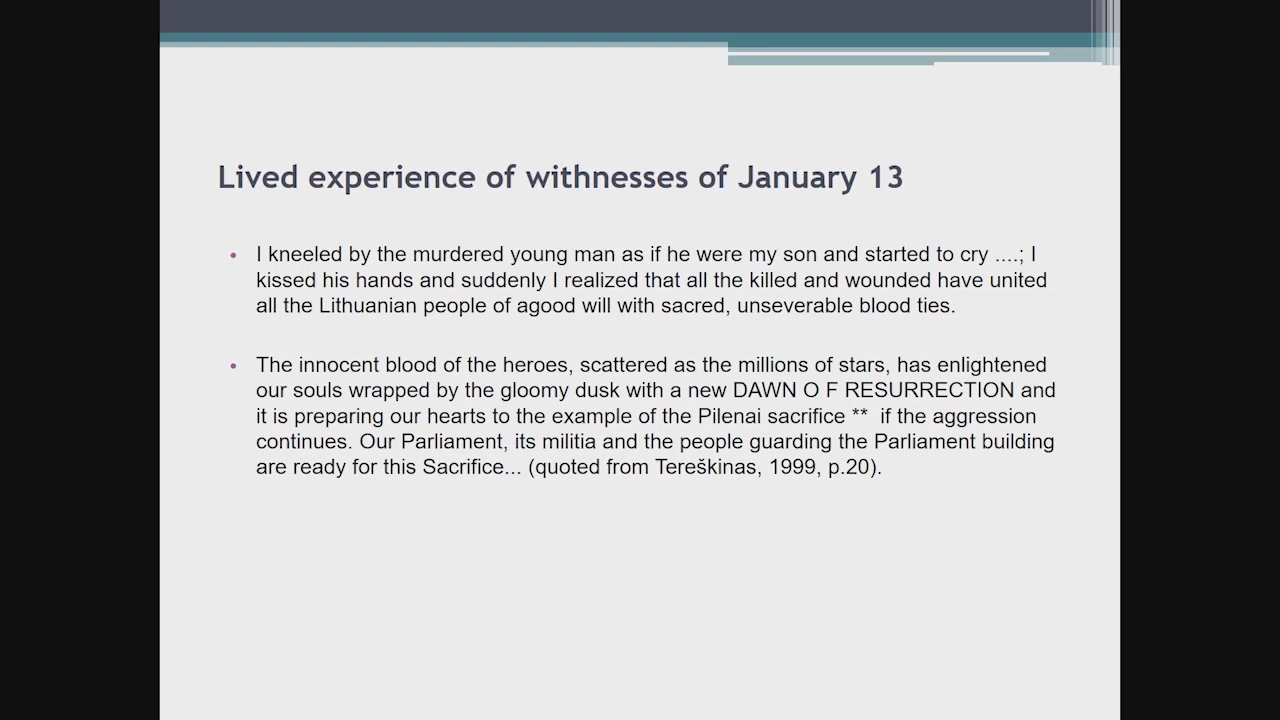 Lived experience of withnesses of January 13
• I kneeled by the murdered young man as if he were my son and started to cry ....; I
kissed his hands and suddenly I realized that all the killed and wounded have united
all the Lithuanian people of agood will with sacred, unseverable blood ties.
• The innocent blood of the heroes, scattered as the millions of stars, has enlightened
our souls wrapped by the gloomy dusk with a new DAWN O F RESURRECTION and
it is preparing our hearts to the example of the Pilenai sacrifice **  if the aggression
continues. Our Parliament, its militia and the people guarding the Parliament building
are ready for this Sacrifice... (quoted from Tereškinas, 1999, p.20).